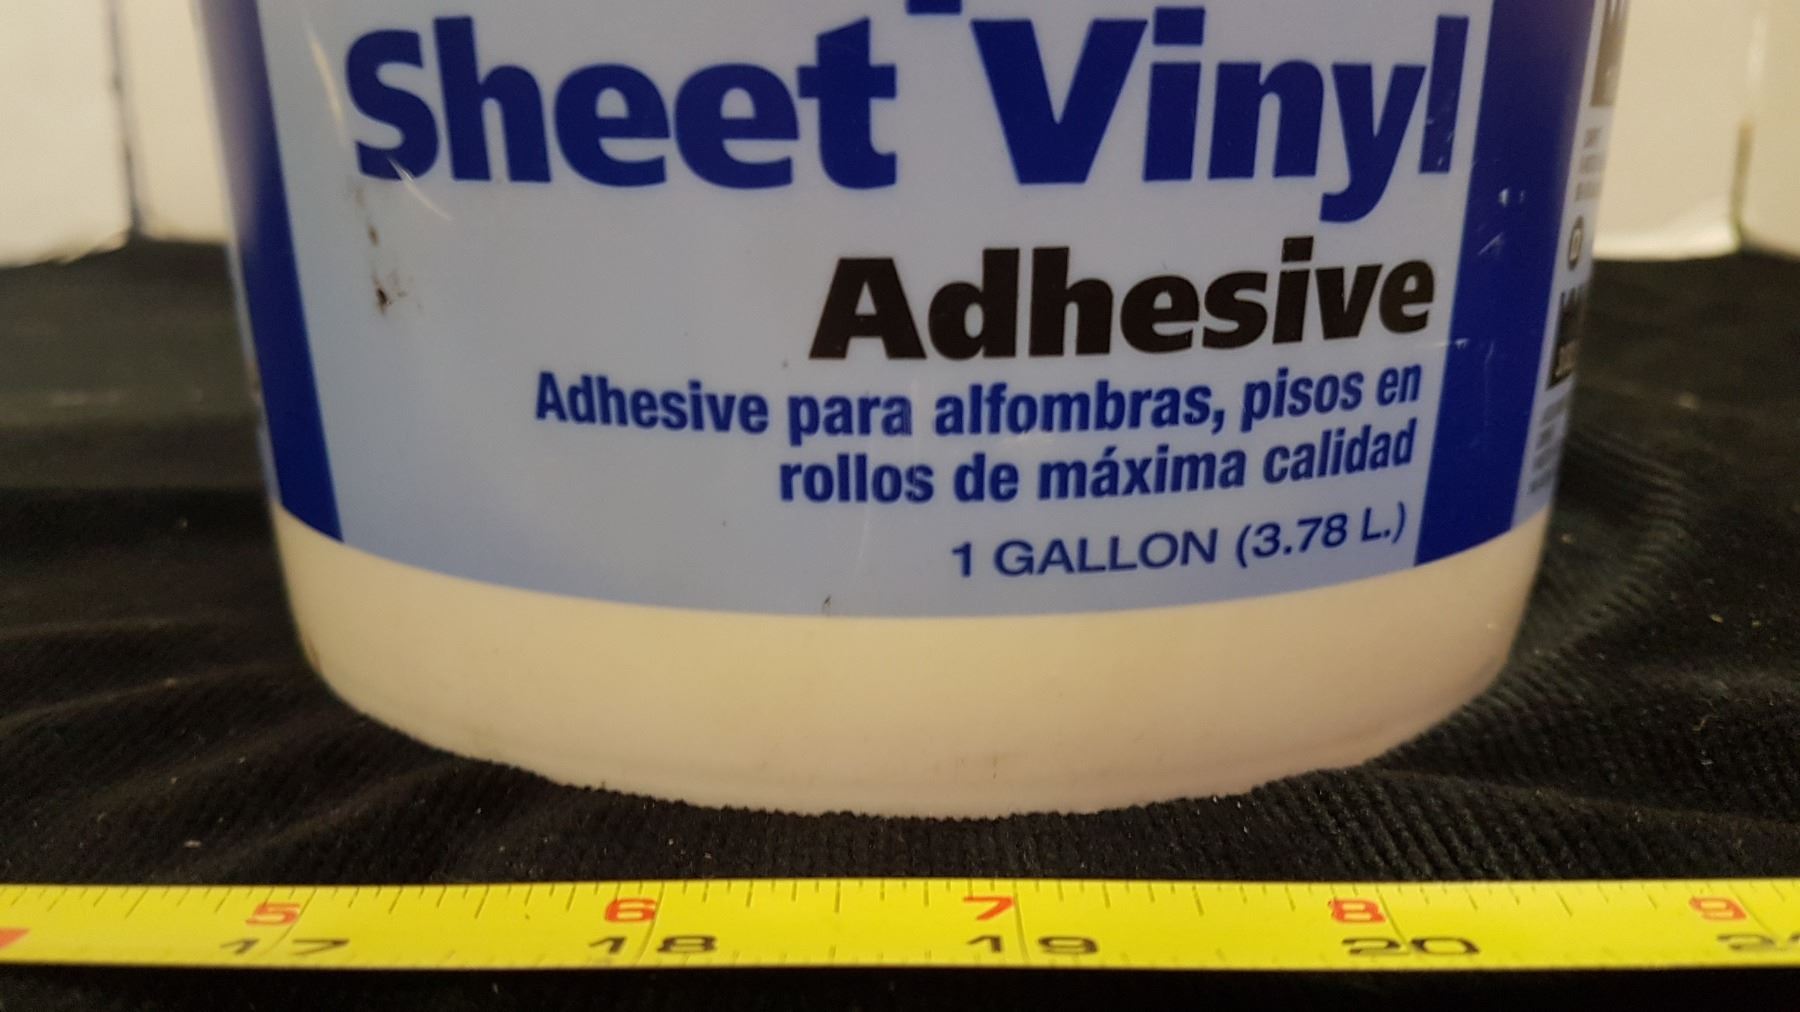 Sheet Vinyl
Adhesive
Adhesive para alfombras, pisos en
rollos de máxima calidad
1 GALLON (3.78 L.)
5 6 7 8 9
17 18 19 20